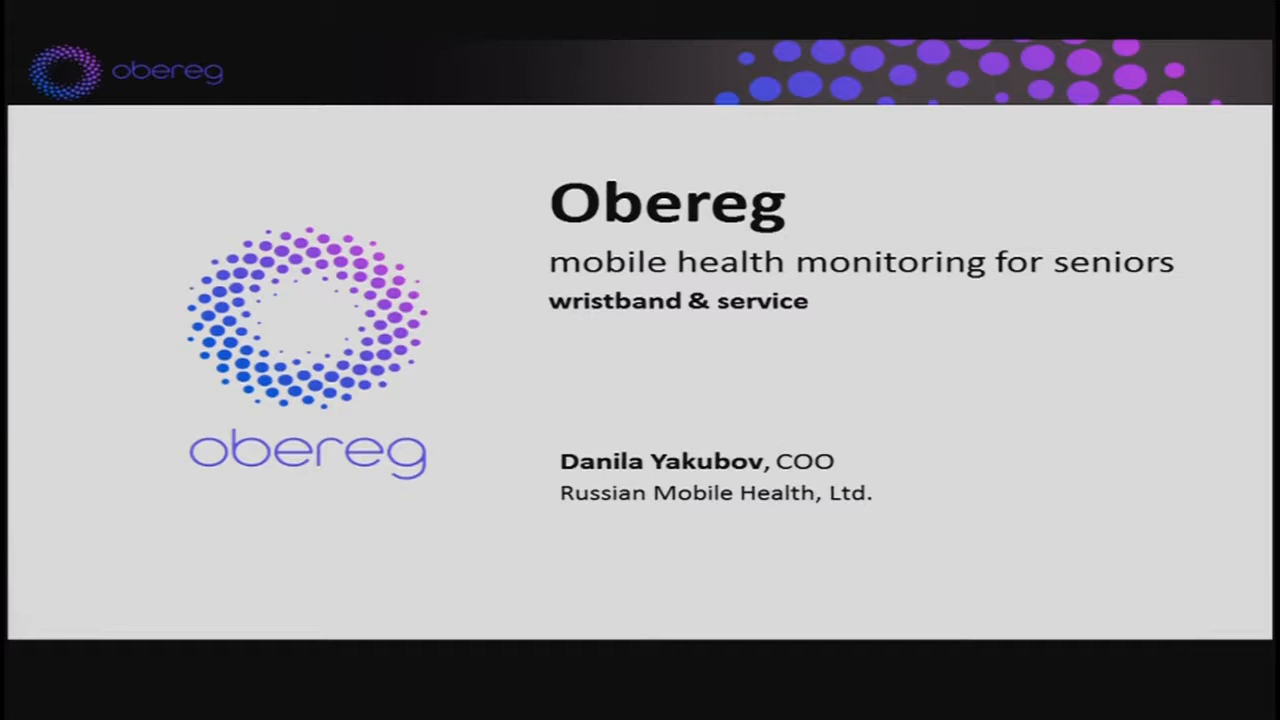 obereg
Obereg
mobile health monitoring for seniors
wristband & service
obereg
Danila Yakubov, COO
Russian Mobile Health, Ltd.